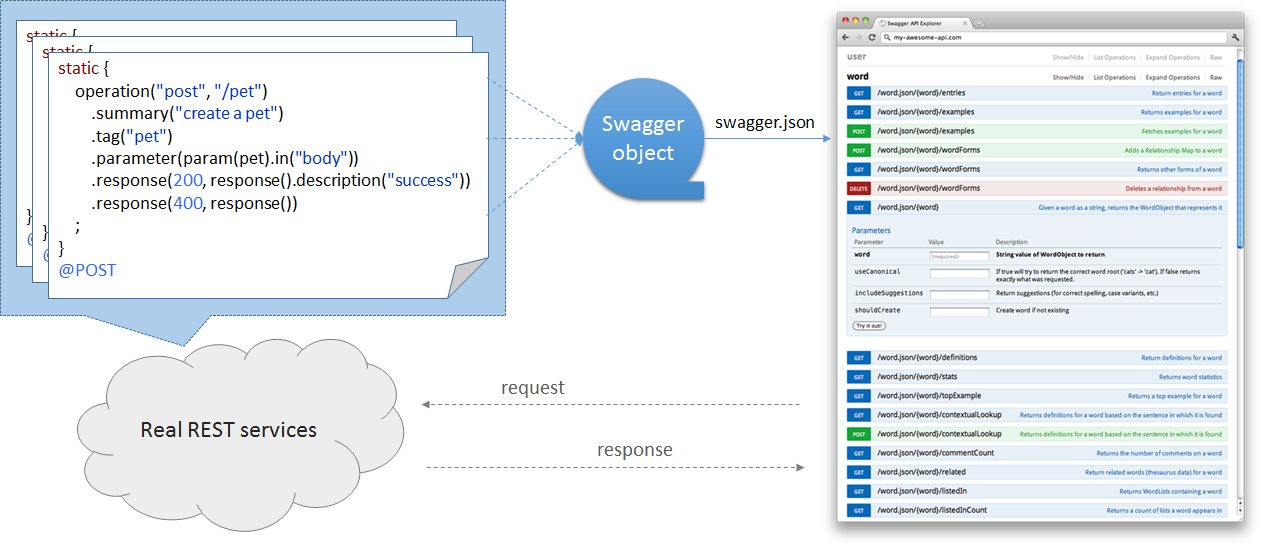 static {
static {
static {
operation("post", "/pet")
.summary("create a pet")
.tag("pet")
.parameter(param(pet).in("body"))
.response(200, response().description("success"))
.response(400, response())
;
}
}
}
@POST
Swagger
object
swagger.json
Real REST services
request
response
Swagger API Explorer
my-awesome-api.com
user Show/Hide List Operations Expand Operations Raw
word Show/Hide List Operations Expand Operations Raw
GET /word.json/{word}/entries Return entries for a word
GET /word.json/{word}/examples Returns examples for a word
POST /word.json/{word}/examples Fetches examples for a word
POST /word.json/{word}/wordForms Adds a Relationship Map to a word
GET /word.json/{word}/wordForms Returns other forms of a word
DELETE /word.json/{word}/wordForms Deletes a relationship from a word
GET /word.json/{word} Given a word as a string, returns the WordObject that represents it
Parameters
Parameter Value Description
word (required) String value of WordObject to return
useCanonical If true will try to return the correct word root ('cats' -> 'cat'). If false returns
exactly what was requested.
includeSuggestions Return suggestions (for correct spelling, case variants, etc.)
shouldCreate Create word if not existing
Try it out!
GET /word.json/{word}/definitions Return definitions for a word
GET /word.json/{word}/stats Returns word statistics
GET /word.json/{word}/topExample Returns a top example for a word
GET /word.json/{word}/contextualLookup Returns definitions for a word based on the sentence in which it is found
POST /word.json/{word}/contextualLookup Returns definitions for a word based on the sentence in which it is found
GET /word.json/{word}/commentCount Returns the number of comments on a word
GET /word.json/{word}/related Return related words (thesaurus data) for a word
GET /word.json/{word}/listedIn Returns WordLists containing a word
GET /word.json/{word}/listedInCount Returns a count of lists a word appears in